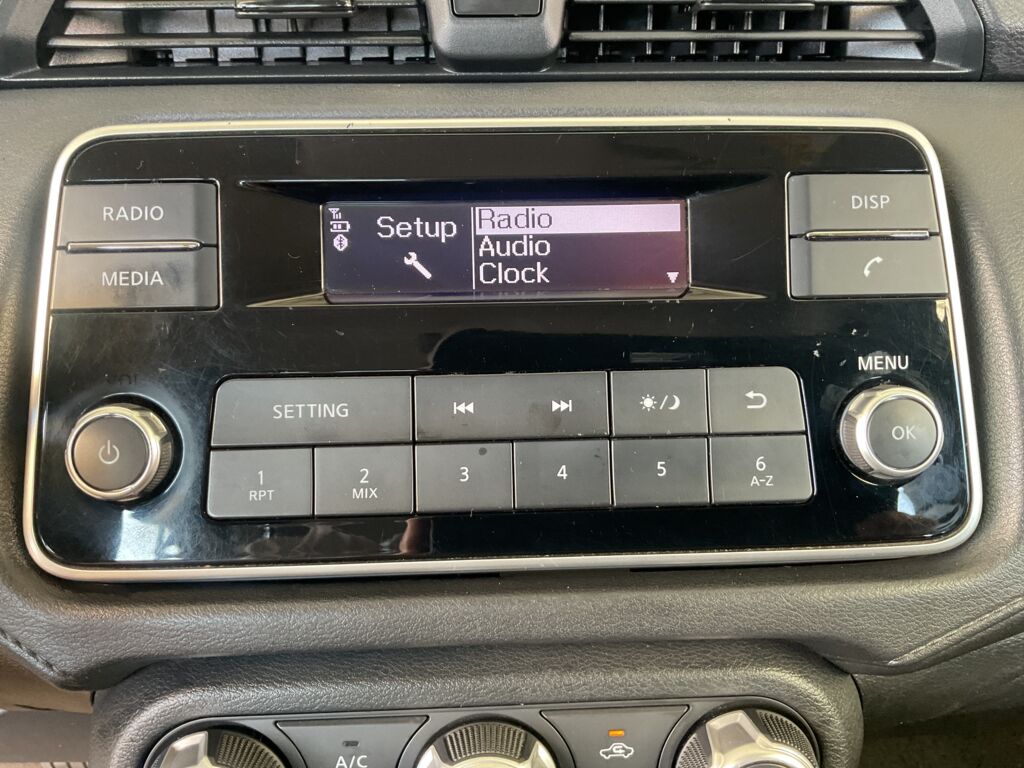 RADIO
MEDIA
Setup
Radio
Audio
Clock
DISP
MENU
OK
SETTING
1
RPT
2
MIX
3
4
5
6
A-Z
A/C